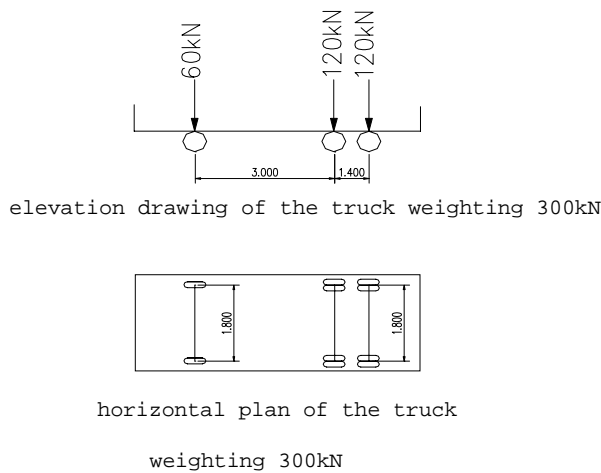 60kN
120kN
120kN
3.000
1.400
elevation drawing of the truck weighting 300kN
1.800
1.800
horizontal plan of the truck
weighting 300kN